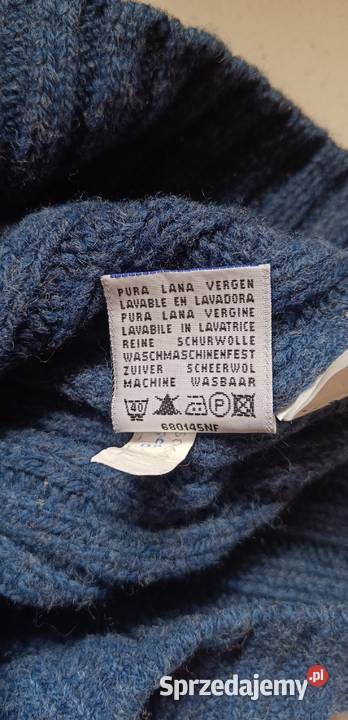 PURA LANA VERGEN
LAVABLE EN LAVADORA
PURA LANA VERGINE
LAVABILE IN LAVATRICE
REINE SCHURWOLLE
WASCHMASCHINENFEST
ZUIVER SCHEERWOL
MACHINE WASBAAR
40 P
680145NF
Sprzedajemy.pl